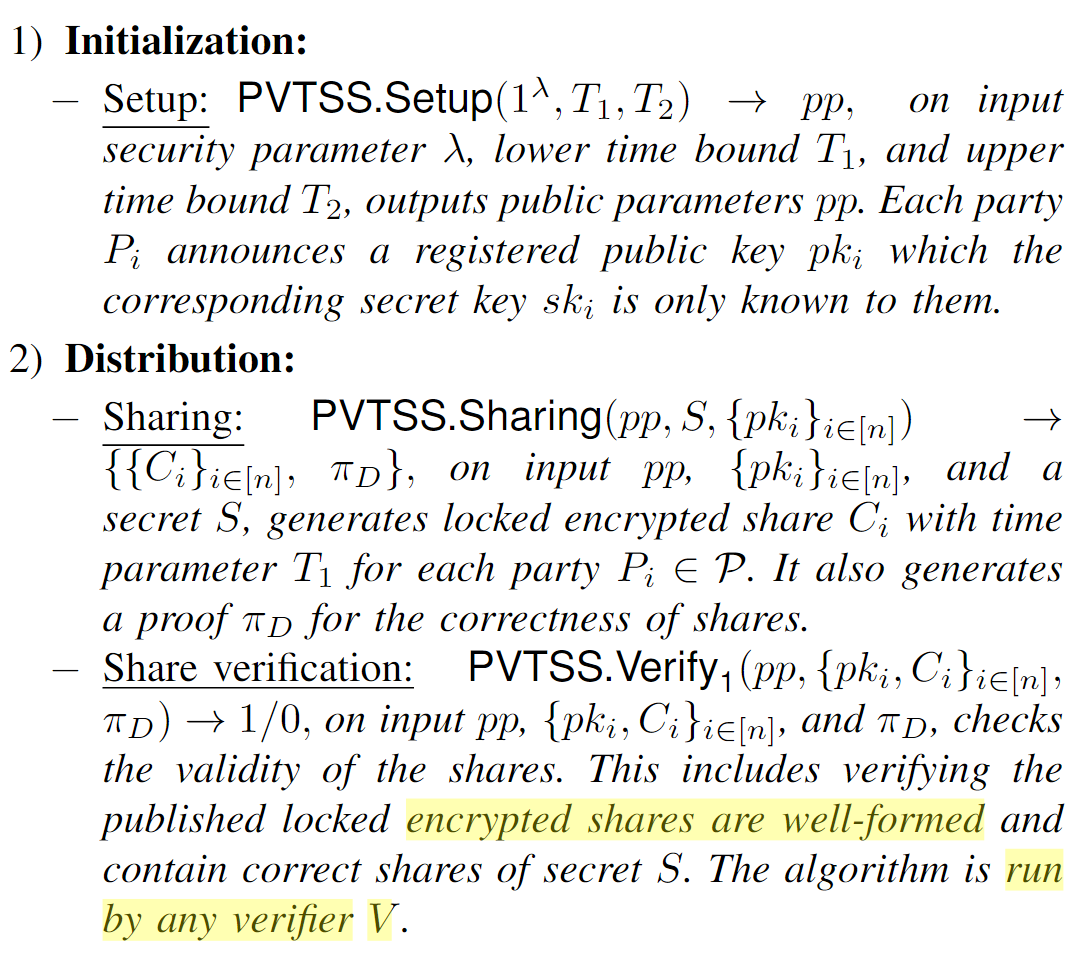 1) Initialization:
– Setup: PVTSS.Setup(1^λ, T_1, T_2) → pp, on input
security parameter λ, lower time bound T_1, and upper
time bound T_2, outputs public parameters pp. Each party
P_i announces a registered public key pk_i which the
corresponding secret key sk_i is only known to them.
2) Distribution:
– Sharing: PVTSS.Sharing(pp, S, {pk_i}_{i∈[n]}) →
{{C_i}_{i∈[n]}, π_D}, on input pp, {pk_i}_{i∈[n]}, and a
secret S, generates locked encrypted share C_i with time
parameter T_1 for each party P_i ∈ 𝒫. It also generates
a proof π_D for the correctness of shares.
– Share verification: PVTSS.Verify_1(pp, {pk_i, C_i}_{i∈[n]},
π_D) → 1/0, on input pp, {pk_i, C_i}_{i∈[n]}, and π_D, checks
the validity of the shares. This includes verifying the
published locked encrypted shares are well-formed and
contain correct shares of secret S. The algorithm is run
by any verifier V.